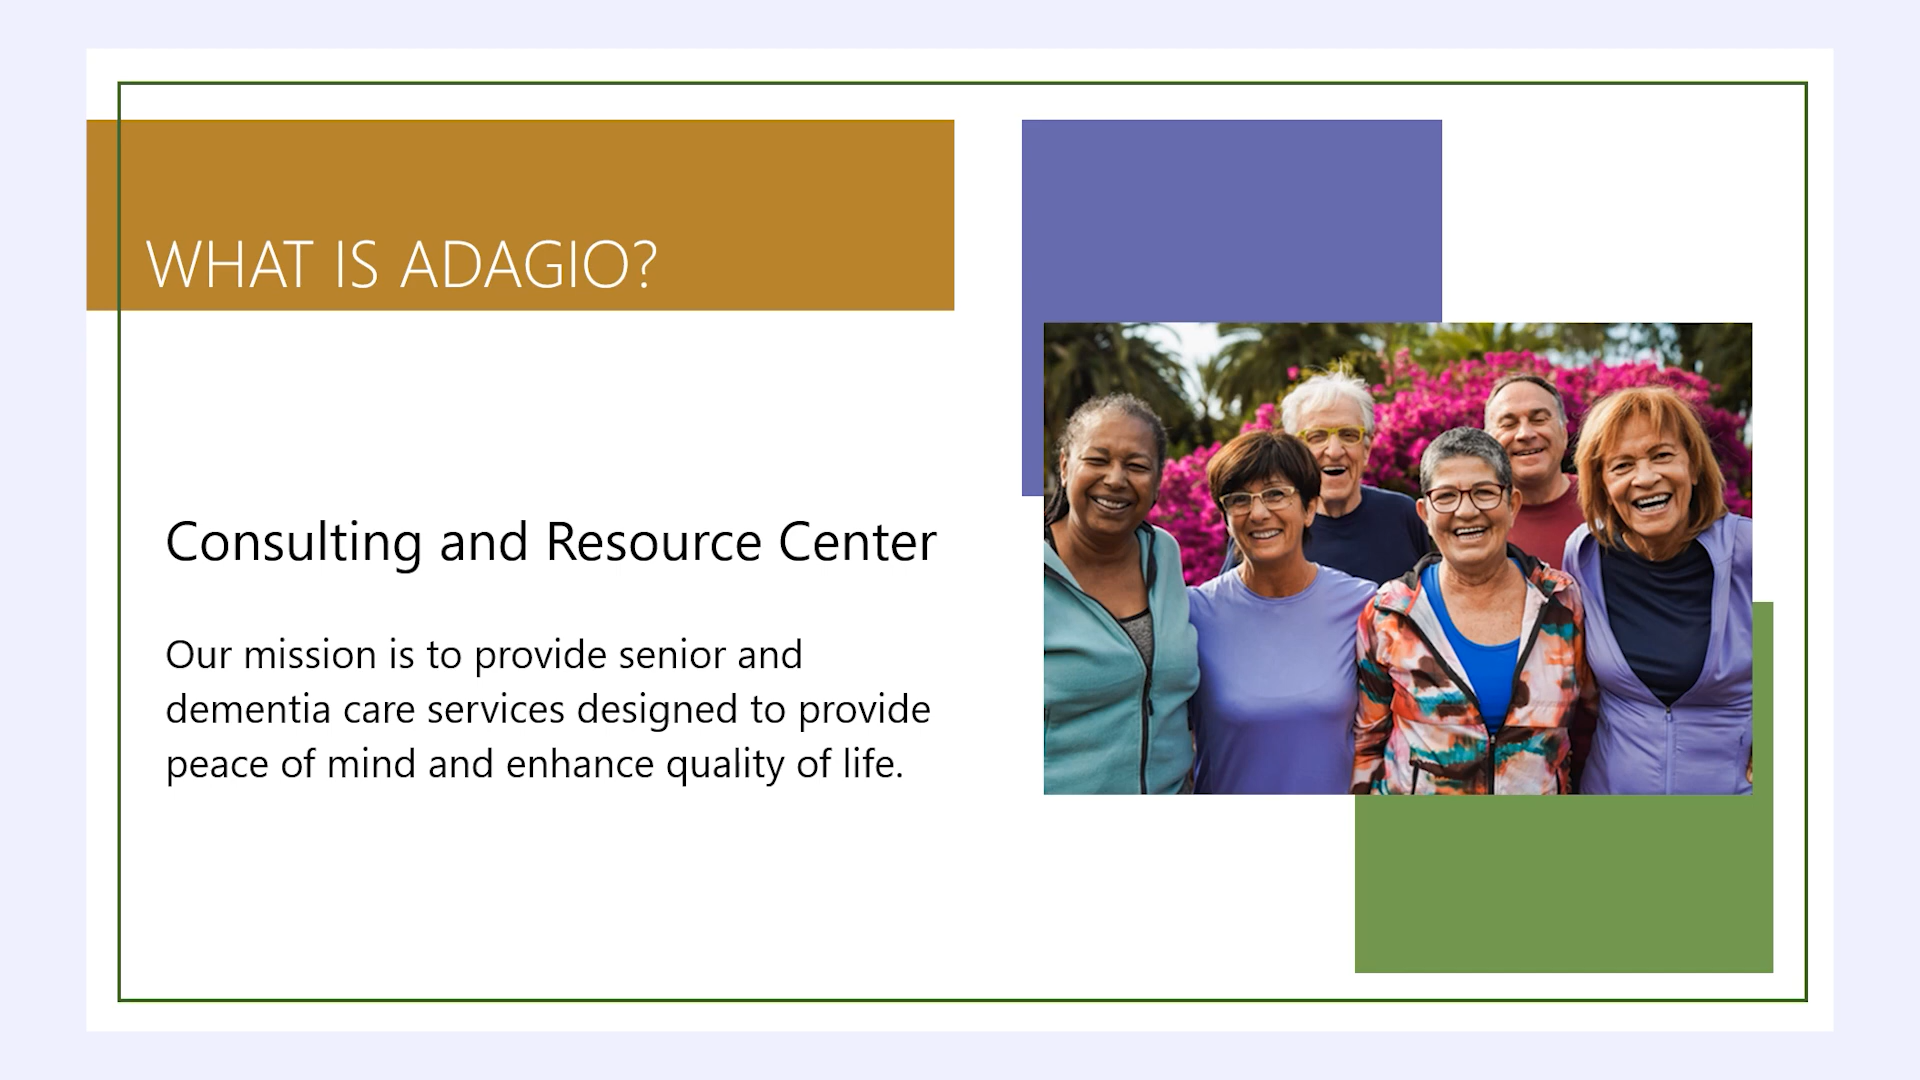 WHAT IS ADAGIO?
Consulting and Resource Center
Our mission is to provide senior and
dementia care services designed to provide
peace of mind and enhance quality of life.